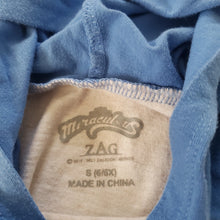 Miraculous
ZAG
S (6/6X)
MADE IN CHINA